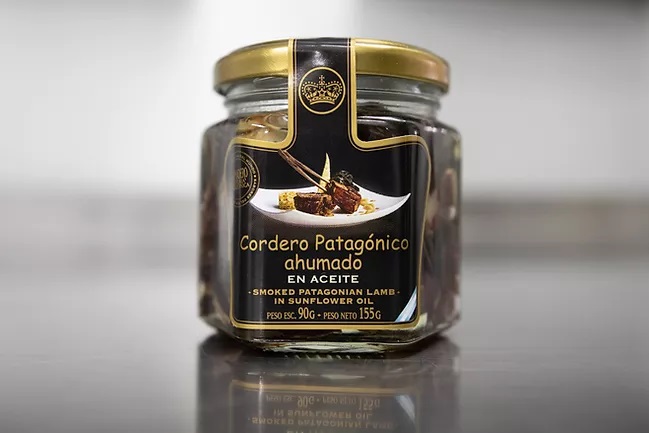 Cordero Patagónico
ahumado
EN ACEITE
- SMOKED PATAGONIAN LAMB -
IN SUNFLOWER OIL
PESO ESC. 90G - PESO NETO 155G